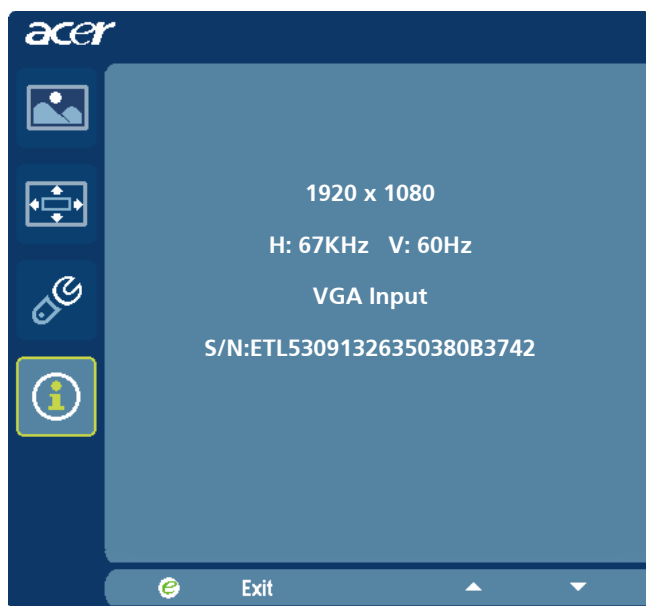 acer
1920 x 1080
H: 67KHz V: 60Hz
VGA Input
S/N:ETL53091326350380B3742
e Exit